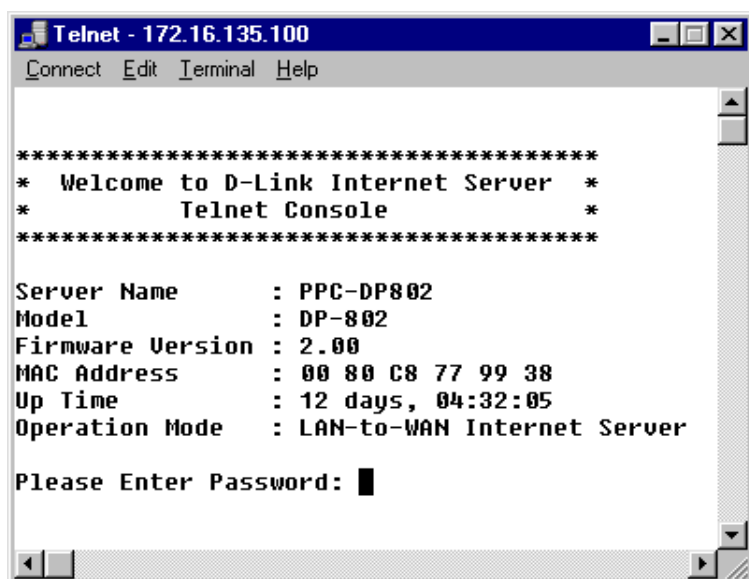 Telnet - 172.16.135.100
Connect Edit Terminal Help
*****************************************
* Welcome to D-Link Internet Server *
* Telnet Console *
*****************************************
Server Name : PPC-DP802
Model : DP-802
Firmware Version : 2.00
MAC Address : 00 80 C8 77 99 38
Up Time : 12 days, 04:32:05
Operation Mode : LAN-to-WAN Internet Server
Please Enter Password: